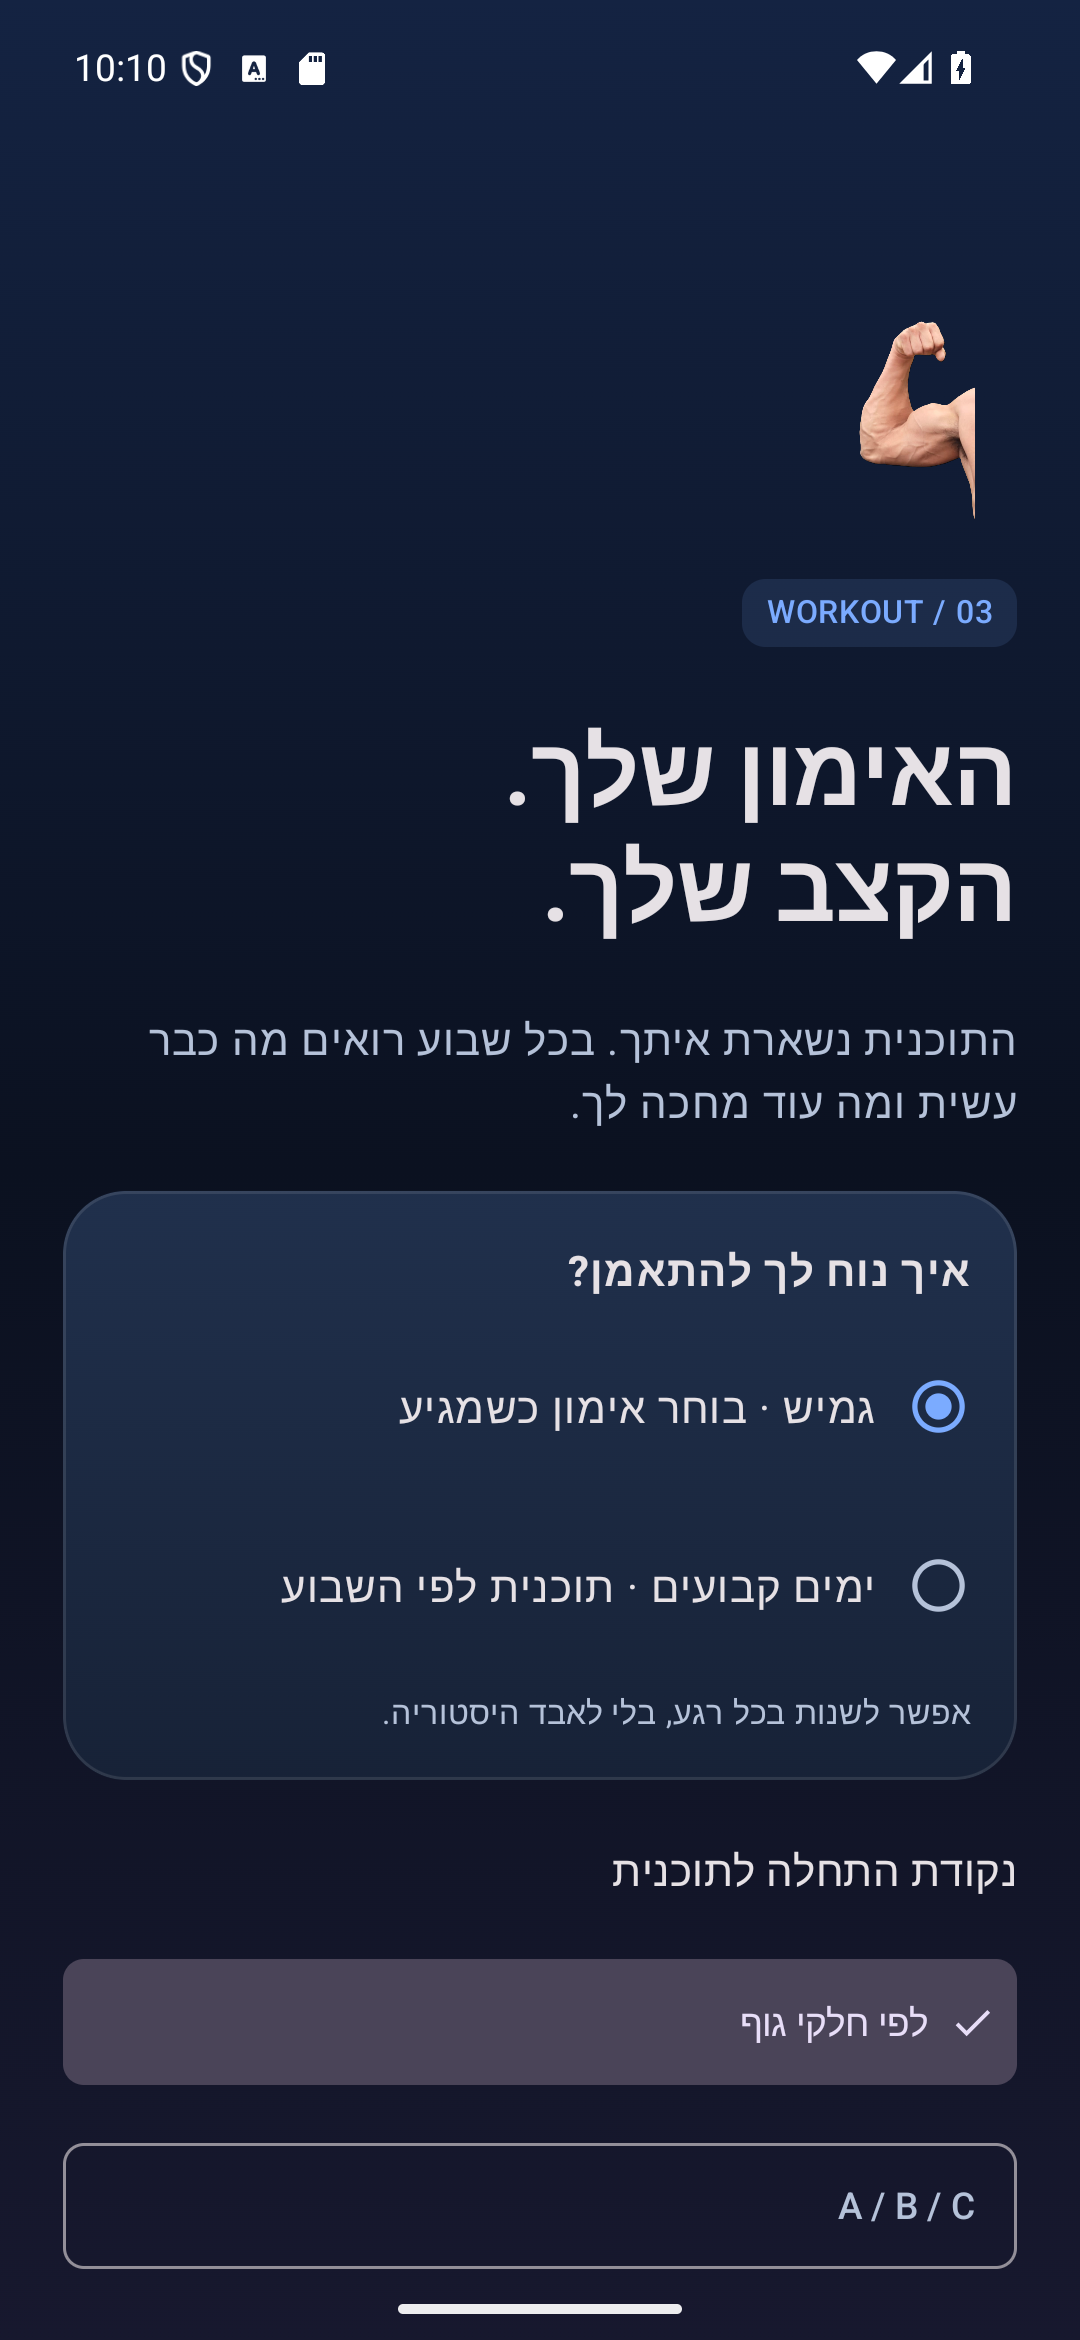 10:10
WORKOUT / 03
האימון שלך.
הקצב שלך.
התוכנית נשארת איתך. בכל שבוע רואים מה כבר
עשית ומה עוד מחכה לך.
איך נוח לך להתאמן?
גמיש · בוחר אימון כשמגיע
ימים קבועים · תוכנית לפי השבוע
אפשר לשנות בכל רגע, בלי לאבד היסטוריה.
נקודת התחלה לתוכנית
לפי חלקי גוף
A / B / C